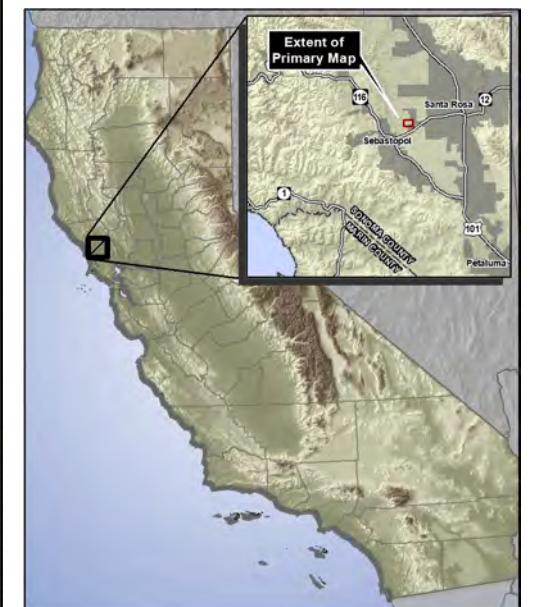 Extent of
Primary Map
116
Santa Rosa
12
Sebastopol
1
SONOMA COUNTY
MARIN COUNTY
101
Petaluma